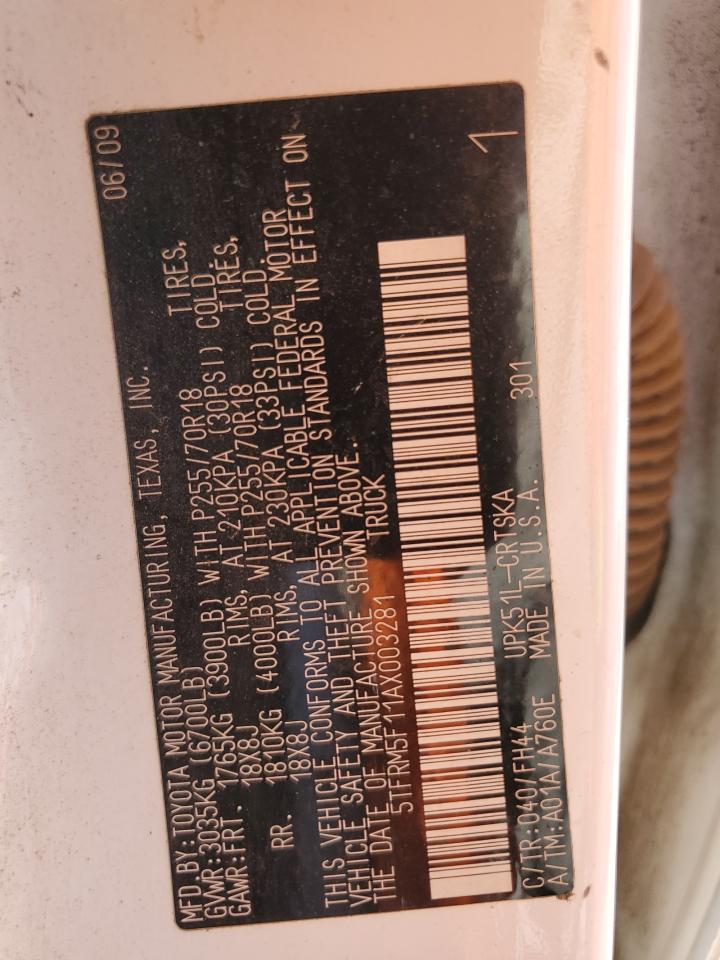 MFD. BY: TOYOTA MOTOR MANUFACTURING, TEXAS, INC. 06/09
GVWR: 3035KG (6700LB)
GAWR: FRT. 1765KG (3900LB) WITH P255/70R18 TIRES,
18X8J RIMS, AT 210KPA (30PSI) COLD.
RR. 1810KG (4000LB) WITH P255/70R18 TIRES,
18X8J RIMS, AT 230KPA (33PSI) COLD.
THIS VEHICLE CONFORMS TO ALL APPLICABLE FEDERAL MOTOR
VEHICLE SAFETY AND THEFT PREVENTION STANDARDS IN EFFECT ON
THE DATE OF MANUFACTURE SHOWN ABOVE.
5TFRM5F11AX003281 TRUCK
1
C/TR: 040/FH44 UPK51L-CRTSKA
A/TM: A01A/A760E MADE IN U.S.A. 301